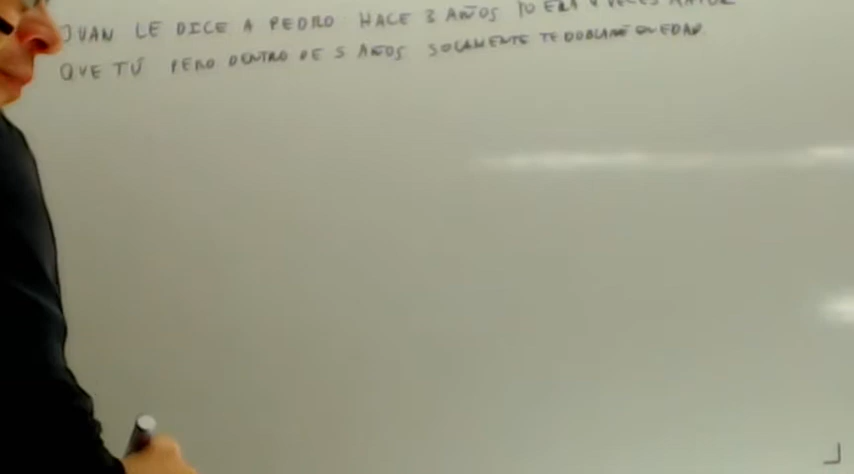 JUAN LE DICE A PEDRO HACE 3 AÑOS YO ERA 4 VECES MAYOR
QUE TÚ PERO DENTRO DE 5 AÑOS SOLAMENTE TE DOBLARÉ EN EDAD.